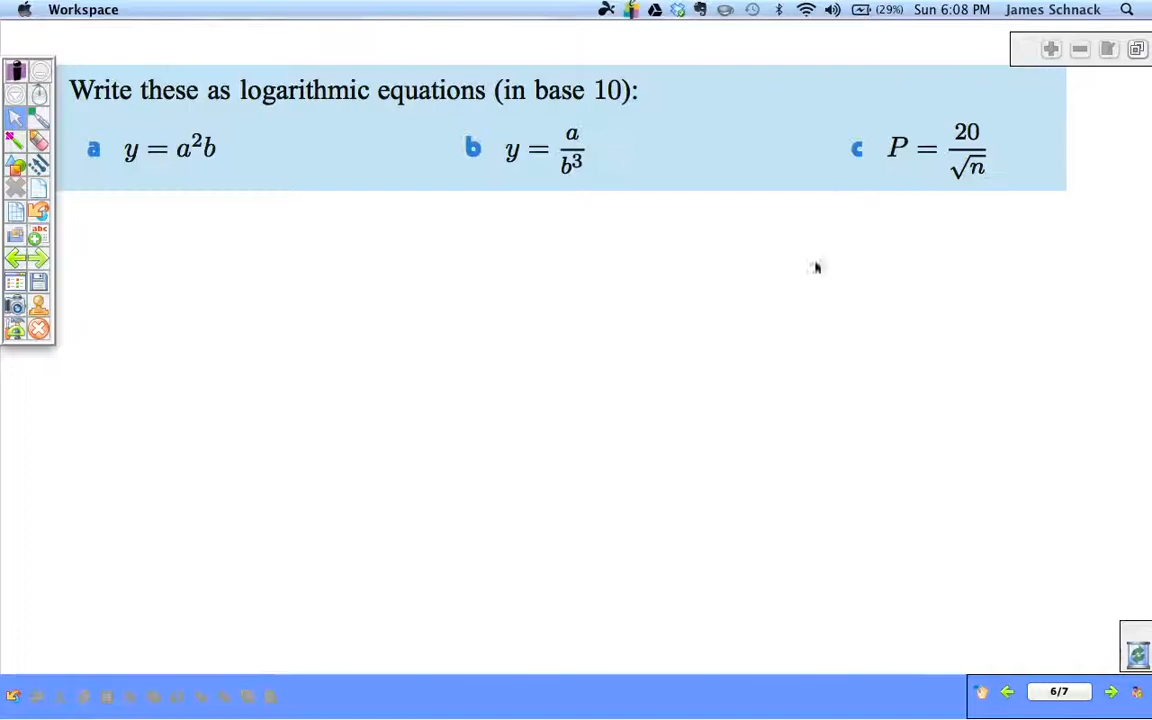 Workspace (29%) Sun 6:08 PM James Schnack
Write these as logarithmic equations (in base 10):
a y = a²b b y = a/b³ c P = 20/√n
abc
6/7